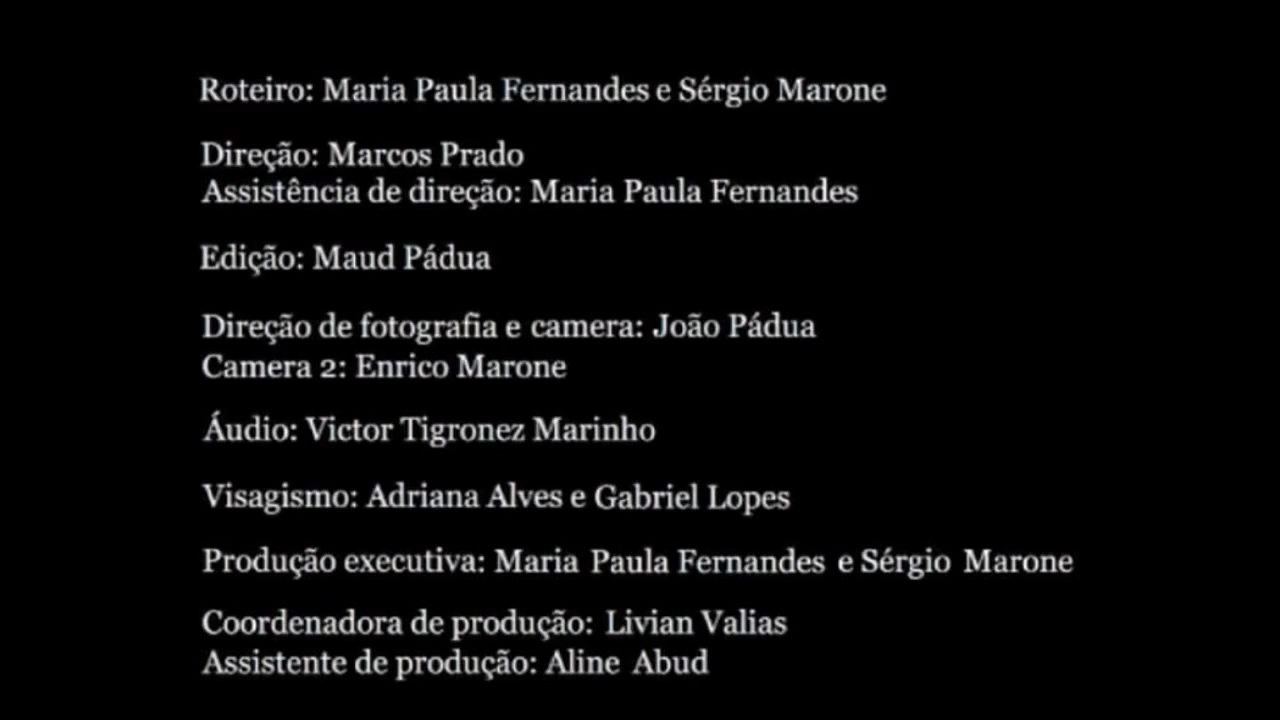 Roteiro: Maria Paula Fernandes e Sérgio Marone
Direção: Marcos Prado
Assistência de direção: Maria Paula Fernandes
Edição: Maud Pádua
Direção de fotografia e camera: João Pádua
Camera 2: Enrico Marone
Áudio: Victor Tigronez Marinho
Visagismo: Adriana Alves e Gabriel Lopes
Produção executiva: Maria Paula Fernandes e Sérgio Marone
Coordenadora de produção: Livian Valias
Assistente de produção: Aline Abud